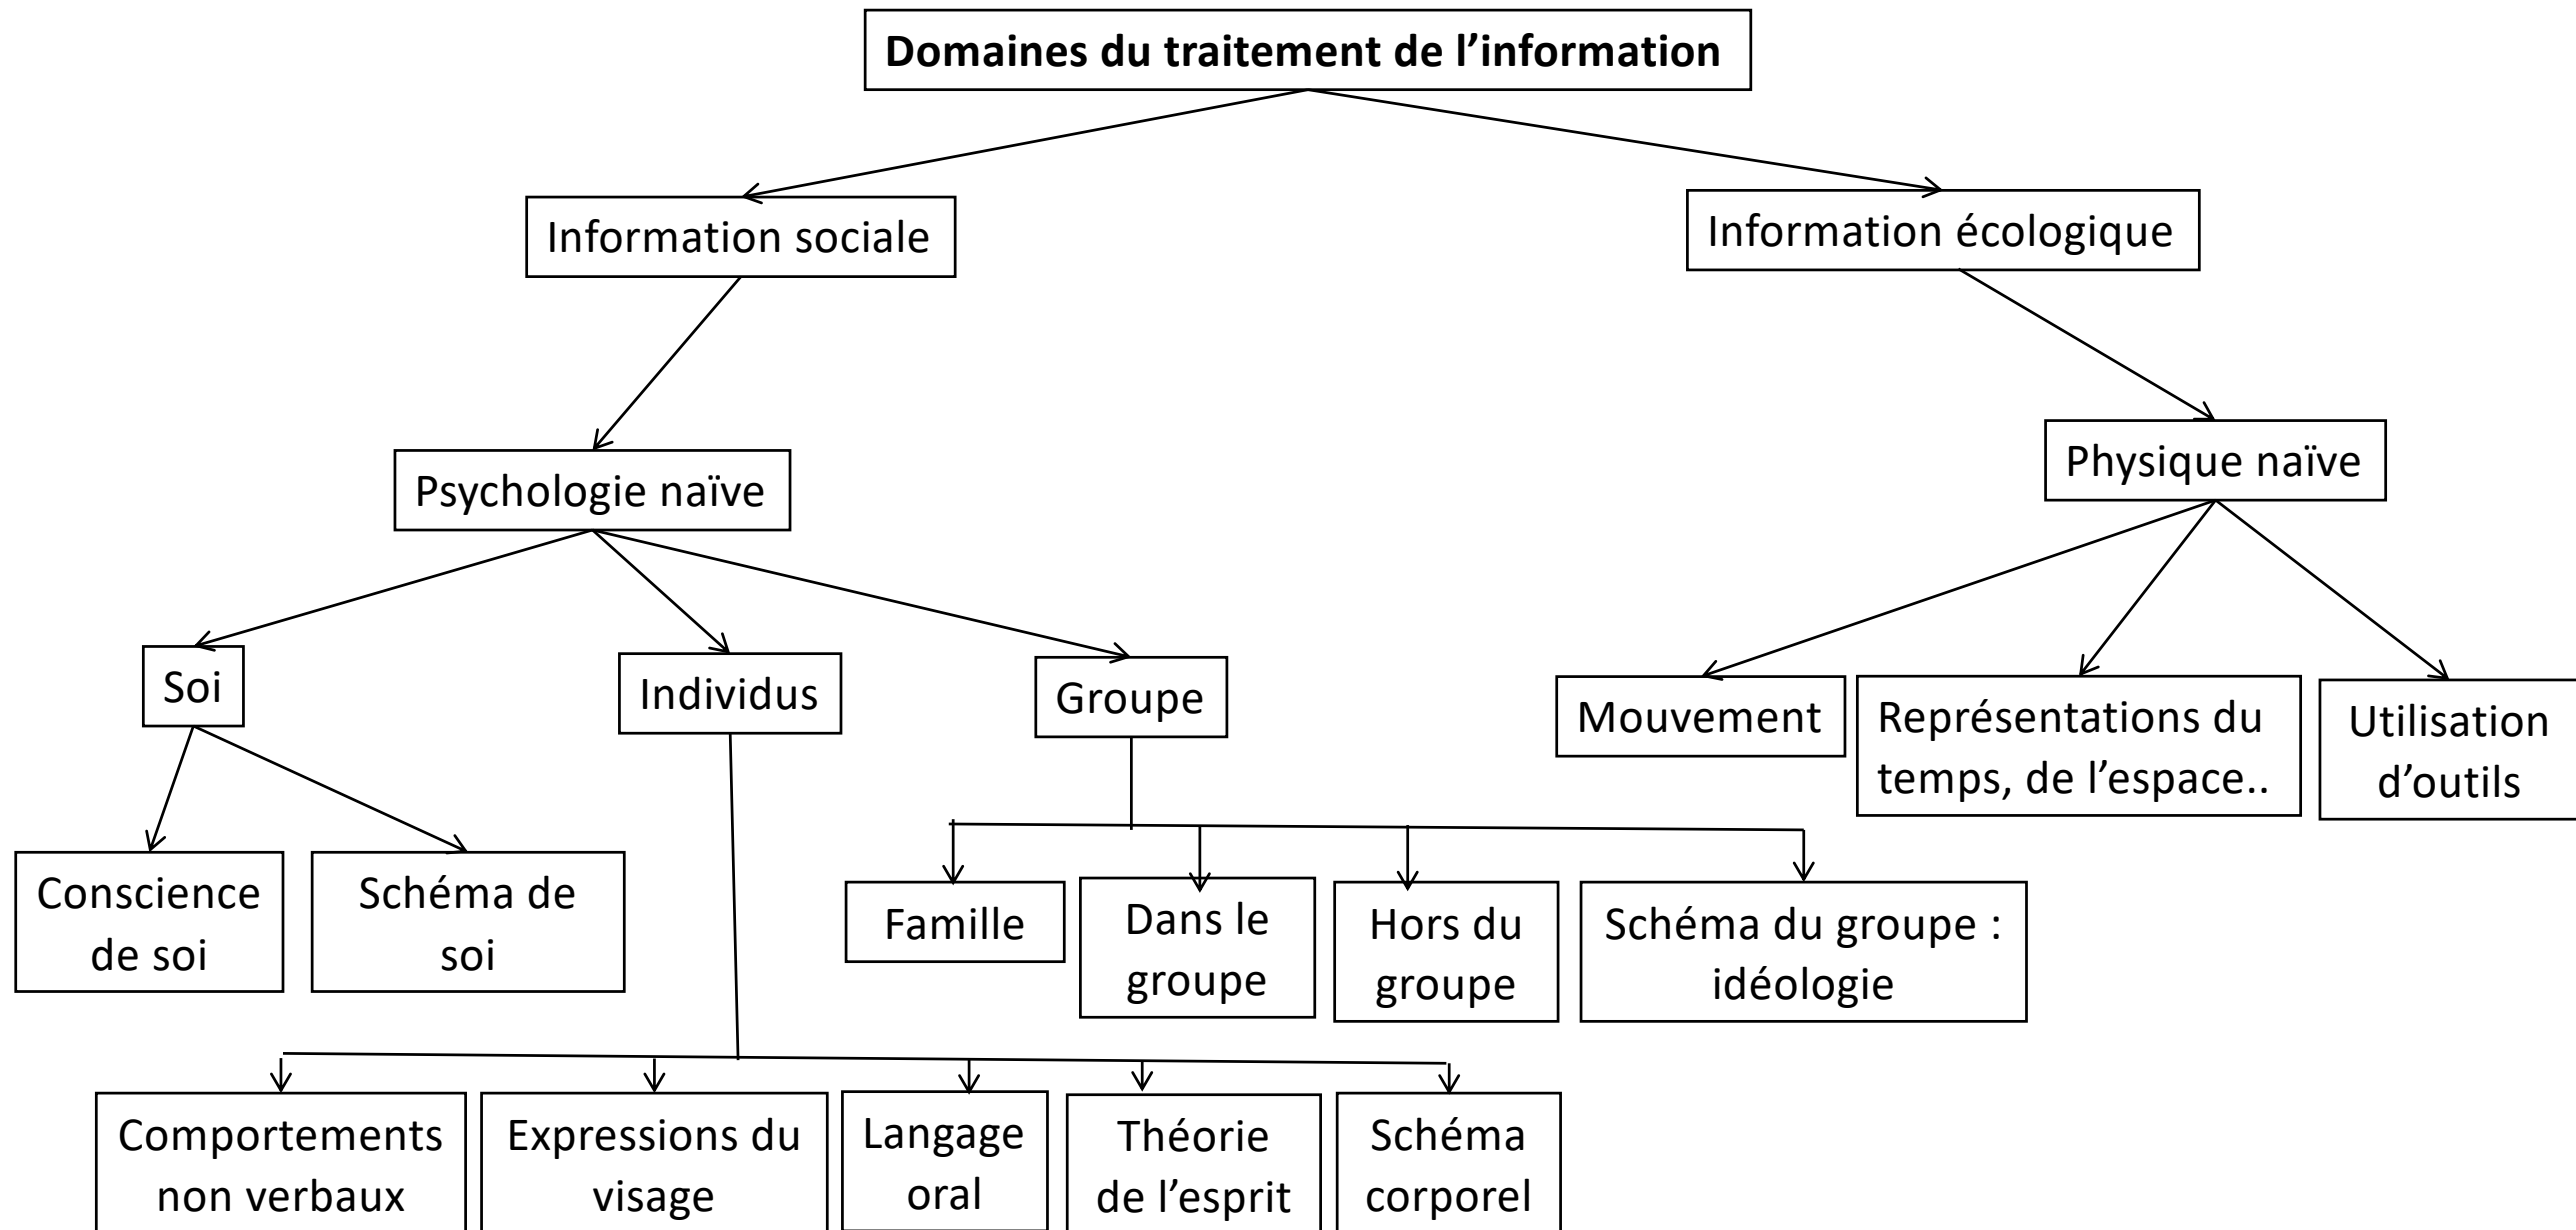 Domaines du traitement de l’information
Information sociale
Information écologique
Psychologie naïve
Physique naïve
Soi
Individus
Groupe
Mouvement
Représentations du
temps, de l’espace..
Utilisation
d’outils
Conscience
de soi
Schéma de
soi
Famille
Dans le
groupe
Hors du
groupe
Schéma du groupe :
idéologie
Comportements
non verbaux
Expressions du
visage
Langage
oral
Théorie
de l’esprit
Schéma
corporel